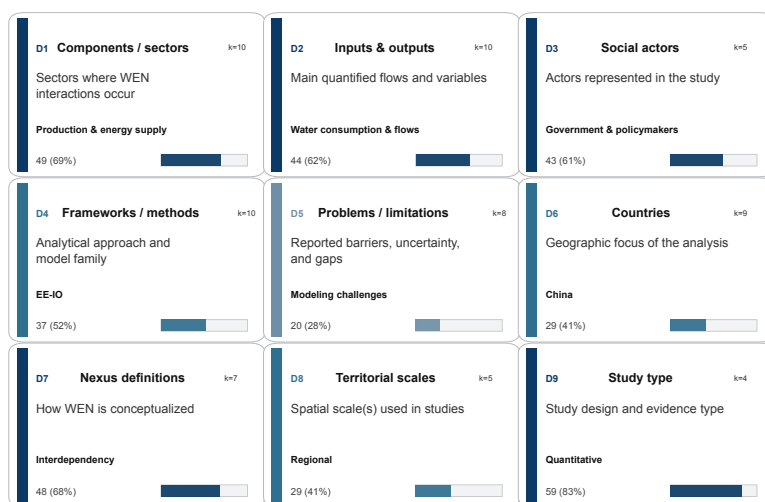 D1 Components / sectors k=10
Sectors where WEN
interactions occur
Production & energy supply
49 (69%)
D2 Inputs & outputs k=10
Main quantified flows and variables
Water consumption & flows
44 (62%)
D3 Social actors k=5
Actors represented in the study
Government & policymakers
43 (61%)
D4 Frameworks / methods k=10
Analytical approach and
model family
EE-IO
37 (52%)
D5 Problems / limitations k=8
Reported barriers, uncertainty,
and gaps
Modeling challenges
20 (28%)
D6 Countries k=9
Geographic focus of the analysis
China
29 (41%)
D7 Nexus definitions k=7
How WEN is conceptualized
Interdependency
48 (68%)
D8 Territorial scales k=5
Spatial scale(s) used in studies
Regional
29 (41%)
D9 Study type k=4
Study design and evidence type
Quantitative
59 (83%)